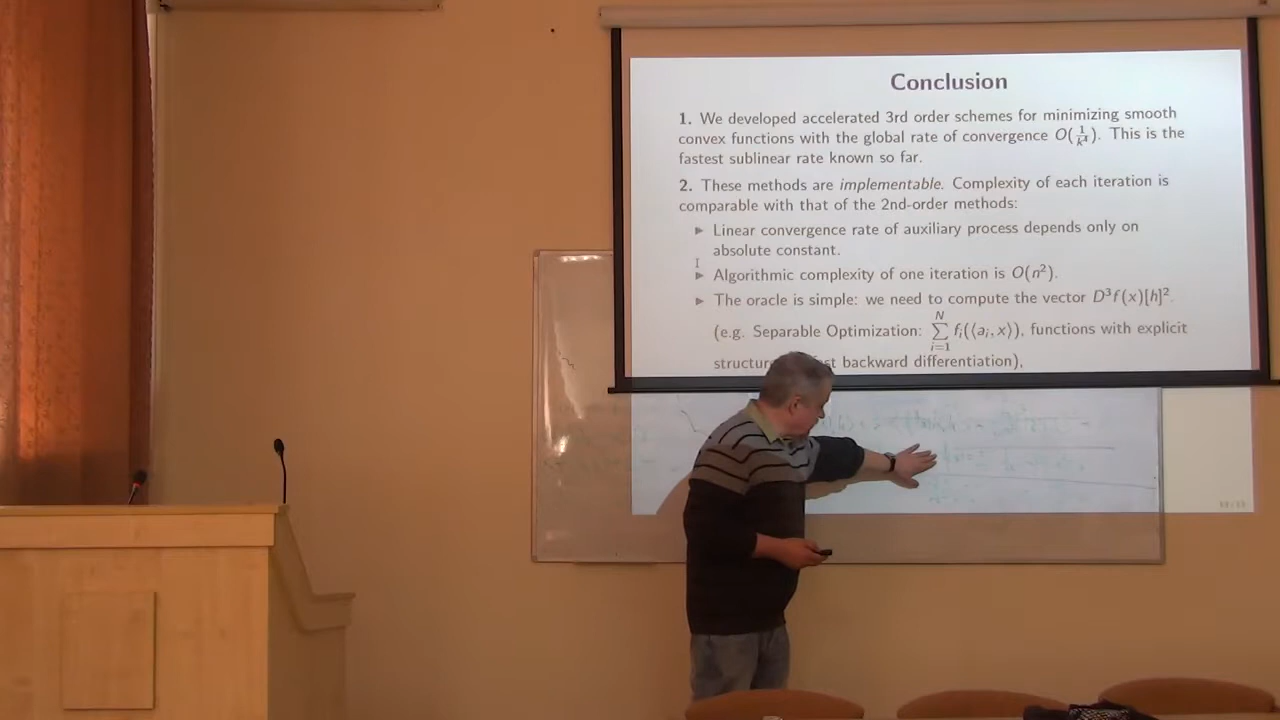 Conclusion
1. We developed accelerated 3rd order schemes for minimizing smooth
convex functions with the global rate of convergence O(1/k⁴). This is the
fastest sublinear rate known so far.
2. These methods are implementable. Complexity of each iteration is
comparable with that of the 2nd-order methods:
▶ Linear convergence rate of auxiliary process depends only on
absolute constant.
▶ Algorithmic complexity of one iteration is O(n²).
▶ The oracle is simple: we need to compute the vector D³f(x)[h]².
(e.g. Separable Optimization: ∑_{i=1}^{N} f_i(⟨a_i, x⟩), functions with explicit
structure backward differentiation),